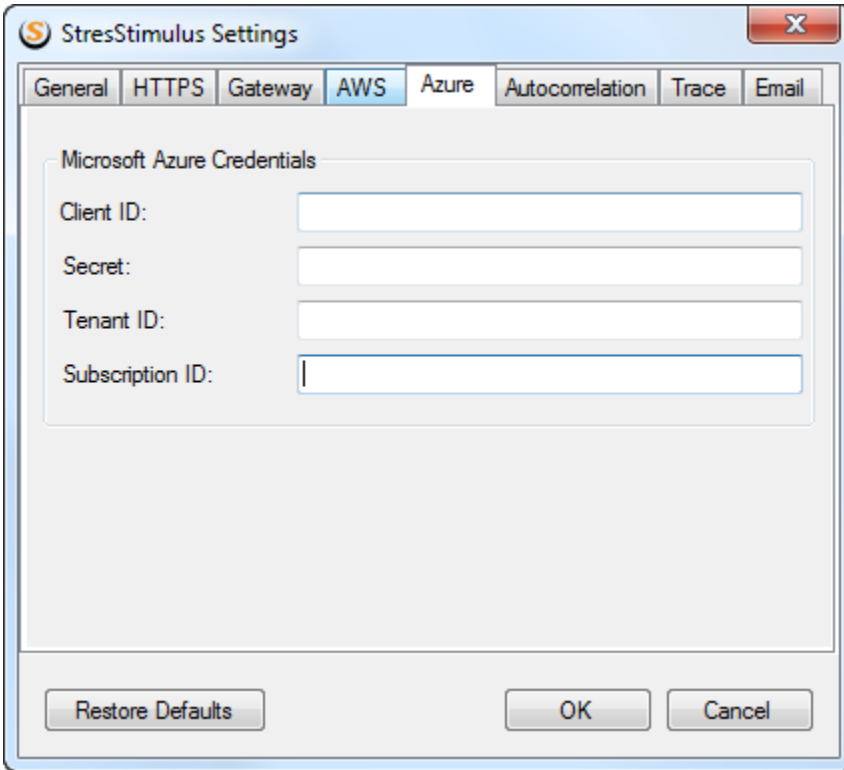 StresStimulus Settings
General HTTPS Gateway AWS Azure Autocorrelation Trace Email
Microsoft Azure Credentials
Client ID:
Secret:
Tenant ID:
Subscription ID:
Restore Defaults OK Cancel